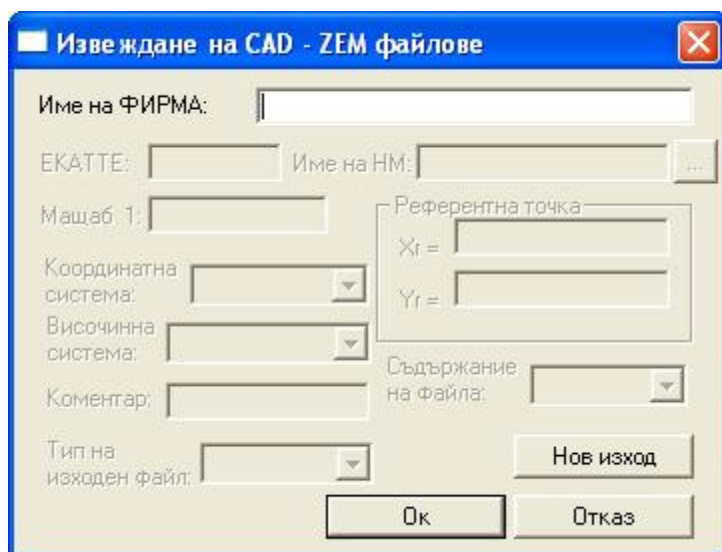 Извеждане на CAD - ZEM файлове
Име на ФИРМА:
ЕКАТТЕ:
Име на НМ:
...
Мащаб 1:
Референтна точка
Xr =
Yr =
Координатна
система:
Височинна
система:
Съдържание
на файла:
Коментар:
Тип на
изходен файл:
Нов изход
Ок
Отказ